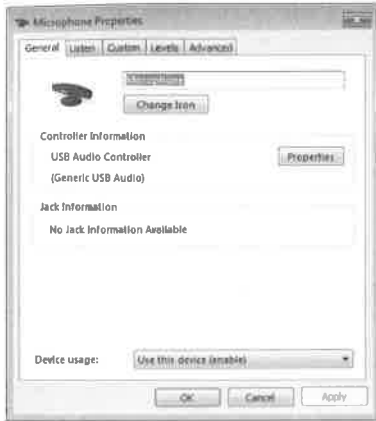 Microphone Properties
General Listen Custom Levels Advanced
Change Icon
Controller Information
USB Audio Controller
Properties
(Generic USB Audio)
Jack Information
No Jack Information Available
Device usage: Use this device (enable)
OK Cancel Apply